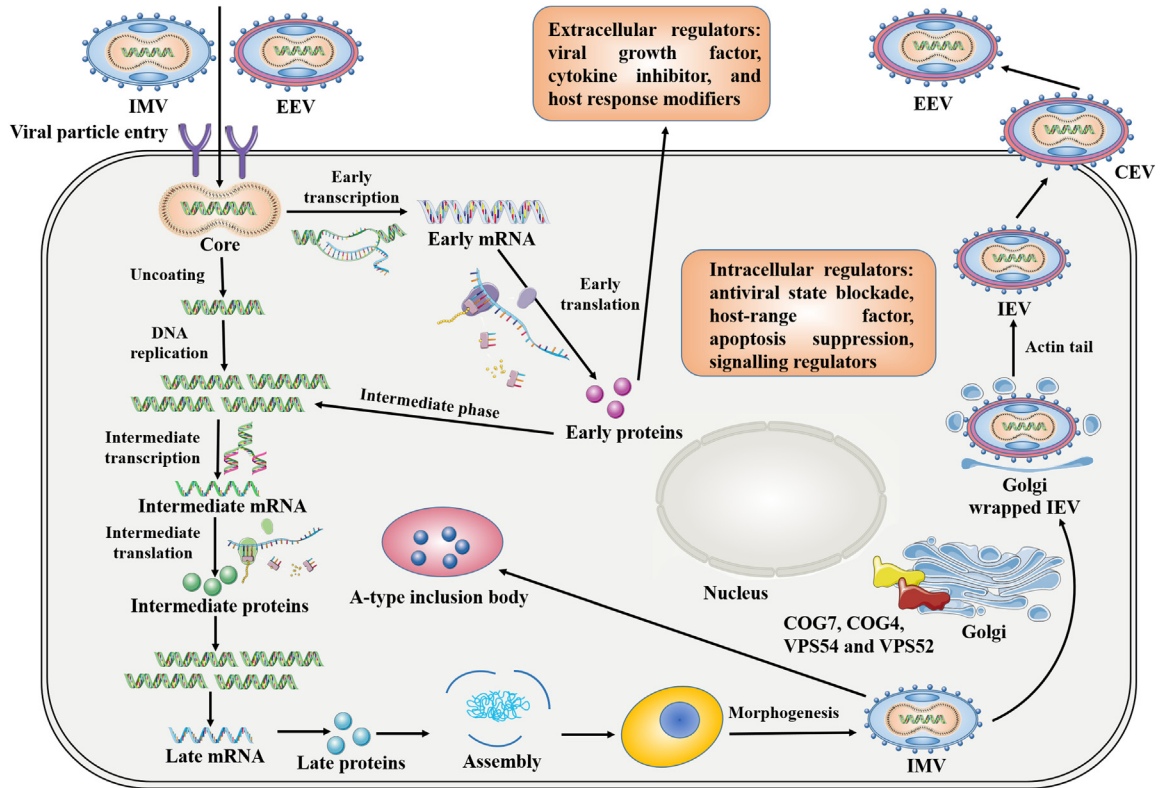 IMV
EEV
Viral particle entry
Extracellular regulators:
viral growth factor,
cytokine inhibitor, and
host response modifiers
EEV
CEV
Core
Early
transcription
Early mRNA
Uncoating
Early
translation
DNA
replication
Intracellular regulators:
antiviral state blockade,
host-range factor,
apoptosis suppression,
signalling regulators
IEV
Actin tail
Intermediate phase
Early proteins
Intermediate
transcription
Intermediate mRNA
Golgi
wrapped IEV
Intermediate
translation
Intermediate proteins
A-type inclusion body
Nucleus
COG7, COG4,
VPS54 and VPS52
Golgi
Late mRNA
Late proteins
Assembly
Morphogenesis
IMV